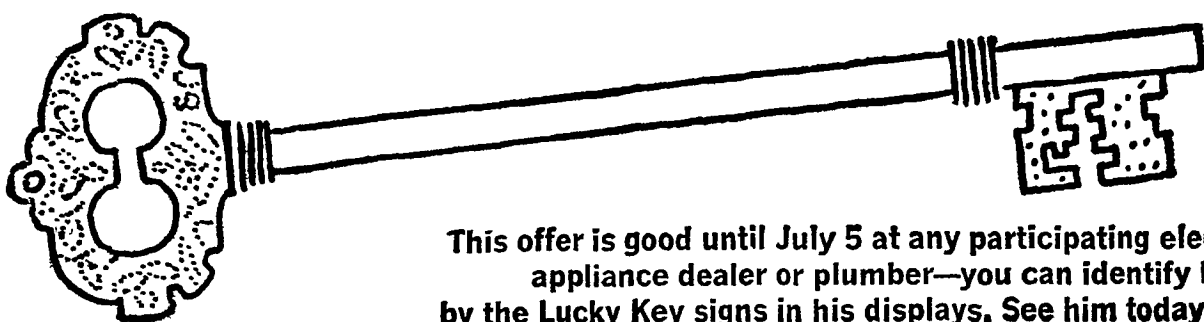 This offer is good until July 5 at any participating
appliance dealer or plumber—you can identify
by the Lucky Key signs in his displays. See him today